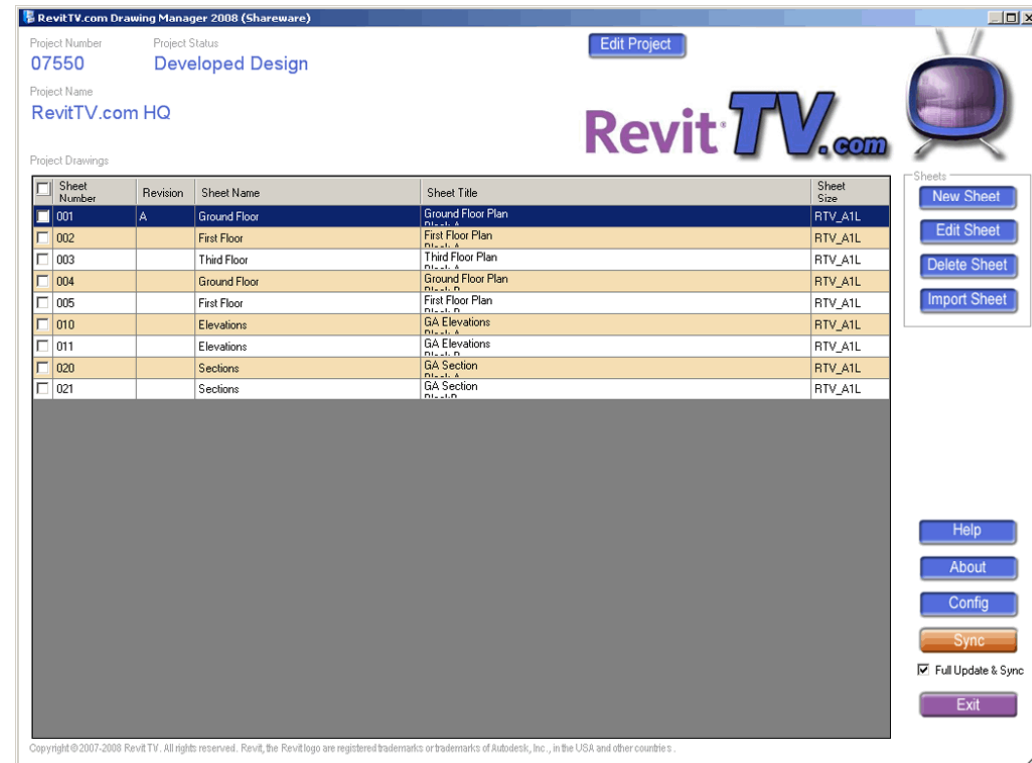 RevitTV.com Drawing Manager 2008 (Shareware)
Project Number Project Status Edit Project
07550 Developed Design
Project Name
RevitTV.com HQ
Revit® TV.com
Project Drawings
Sheets
Sheet Number Revision Sheet Name Sheet Title Sheet Size
New Sheet
001 A Ground Floor Ground Floor Plan RTV_A1L
Edit Sheet
002 First Floor First Floor Plan RTV_A1L
003 Third Floor Third Floor Plan RTV_A1L
Delete Sheet
004 Ground Floor Ground Floor Plan RTV_A1L
005 First Floor First Floor Plan RTV_A1L
Import Sheet
010 Elevations GA Elevations RTV_A1L
011 Elevations GA Elevations RTV_A1L
020 Sections GA Section RTV_A1L
021 Sections GA Section RTV_A1L
Help
About
Config
Sync
Full Update & Sync
Exit
Copyright © 2007-2008 Revit TV. All rights reserved. Revit, the Revit logo are registered trademarks or trademarks of Autodesk, Inc., in the USA and other countries.